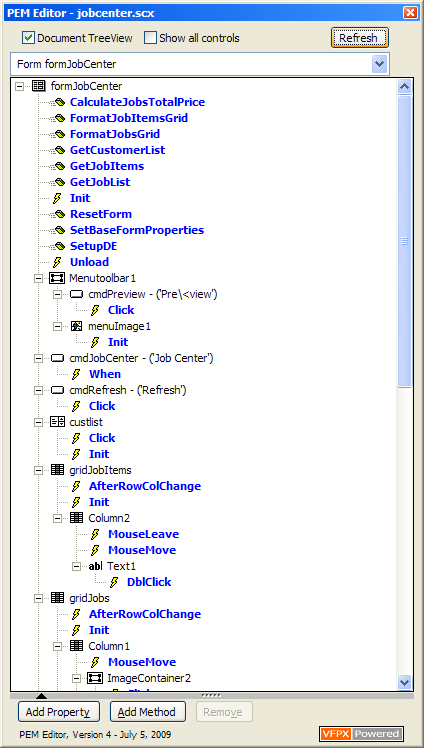 PEM Editor - jobcenter.scx
Document TreeView Show all controls Refresh
Form formJobCenter
formJobCenter
CalculateJobsTotalPrice
FormatJobItemsGrid
FormatJobsGrid
GetCustomerList
GetJobItems
GetJobList
Init
ResetForm
SetBaseFormProperties
SetupDE
Unload
Menutoolbar1
cmdPreview - ('Pre\<view')
Click
menuImage1
Init
cmdJobCenter - ('Job Center')
When
cmdRefresh - ('Refresh')
Click
custlist
Click
Init
gridJobItems
AfterRowColChange
Init
Column2
MouseLeave
MouseMove
abl Text1
DblClick
gridJobs
AfterRowColChange
Init
Column1
MouseMove
ImageContainer2
Click
Add Property Add Method Remove
PEM Editor, Version 4 - July 5, 2009 VFPX Powered